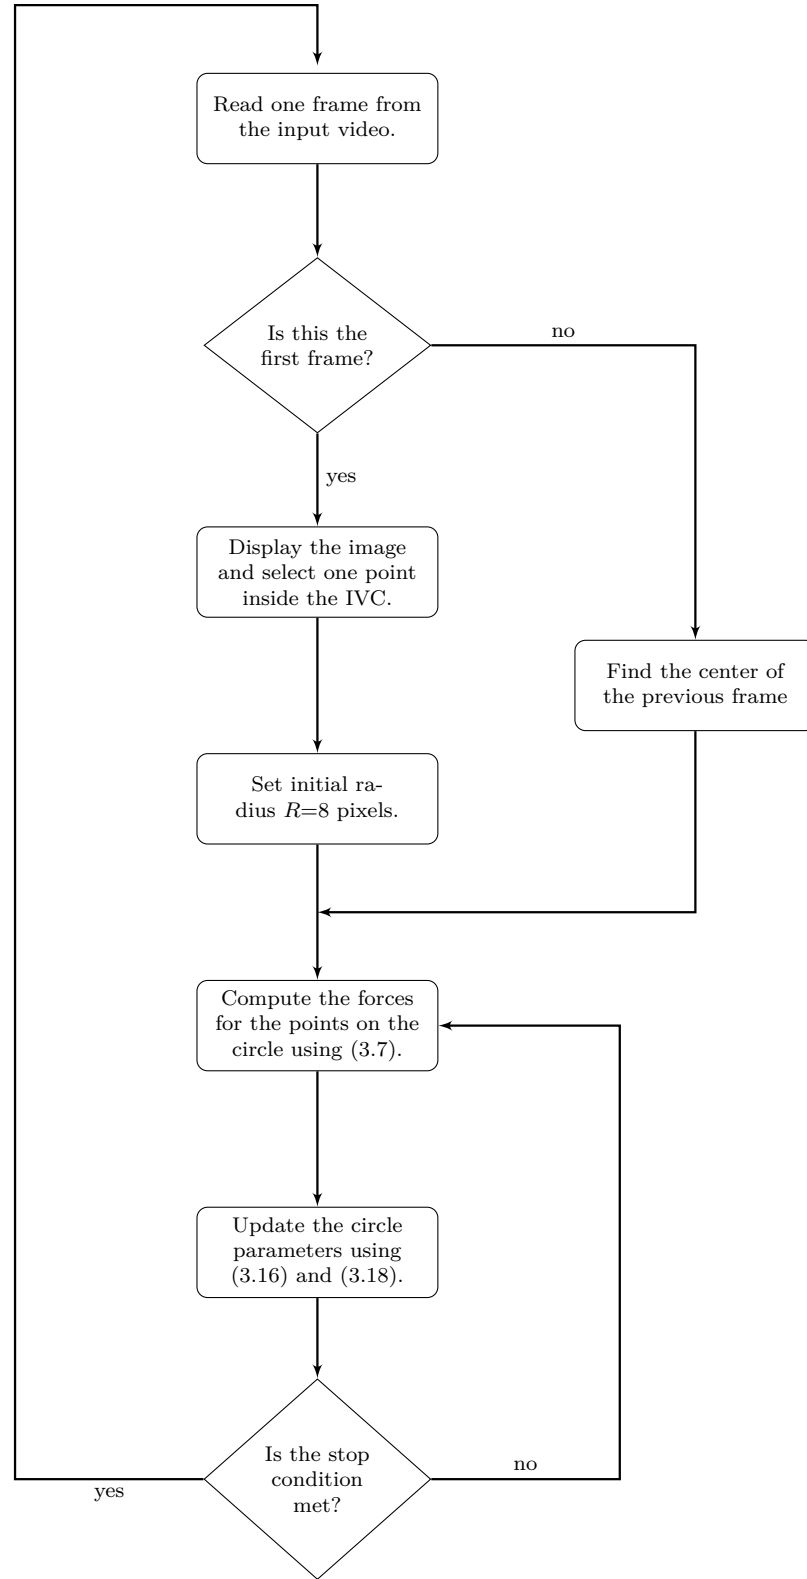 Read one frame from
the input video.
Is this the
first frame?
no
yes
Display the image
and select one point
inside the IVC.
Find the center of
the previous frame
Set initial ra-
dius R=8 pixels.
Compute the forces
for the points on the
circle using (3.7).
Update the circle
parameters using
(3.16) and (3.18).
Is the stop
condition
met?
no
yes